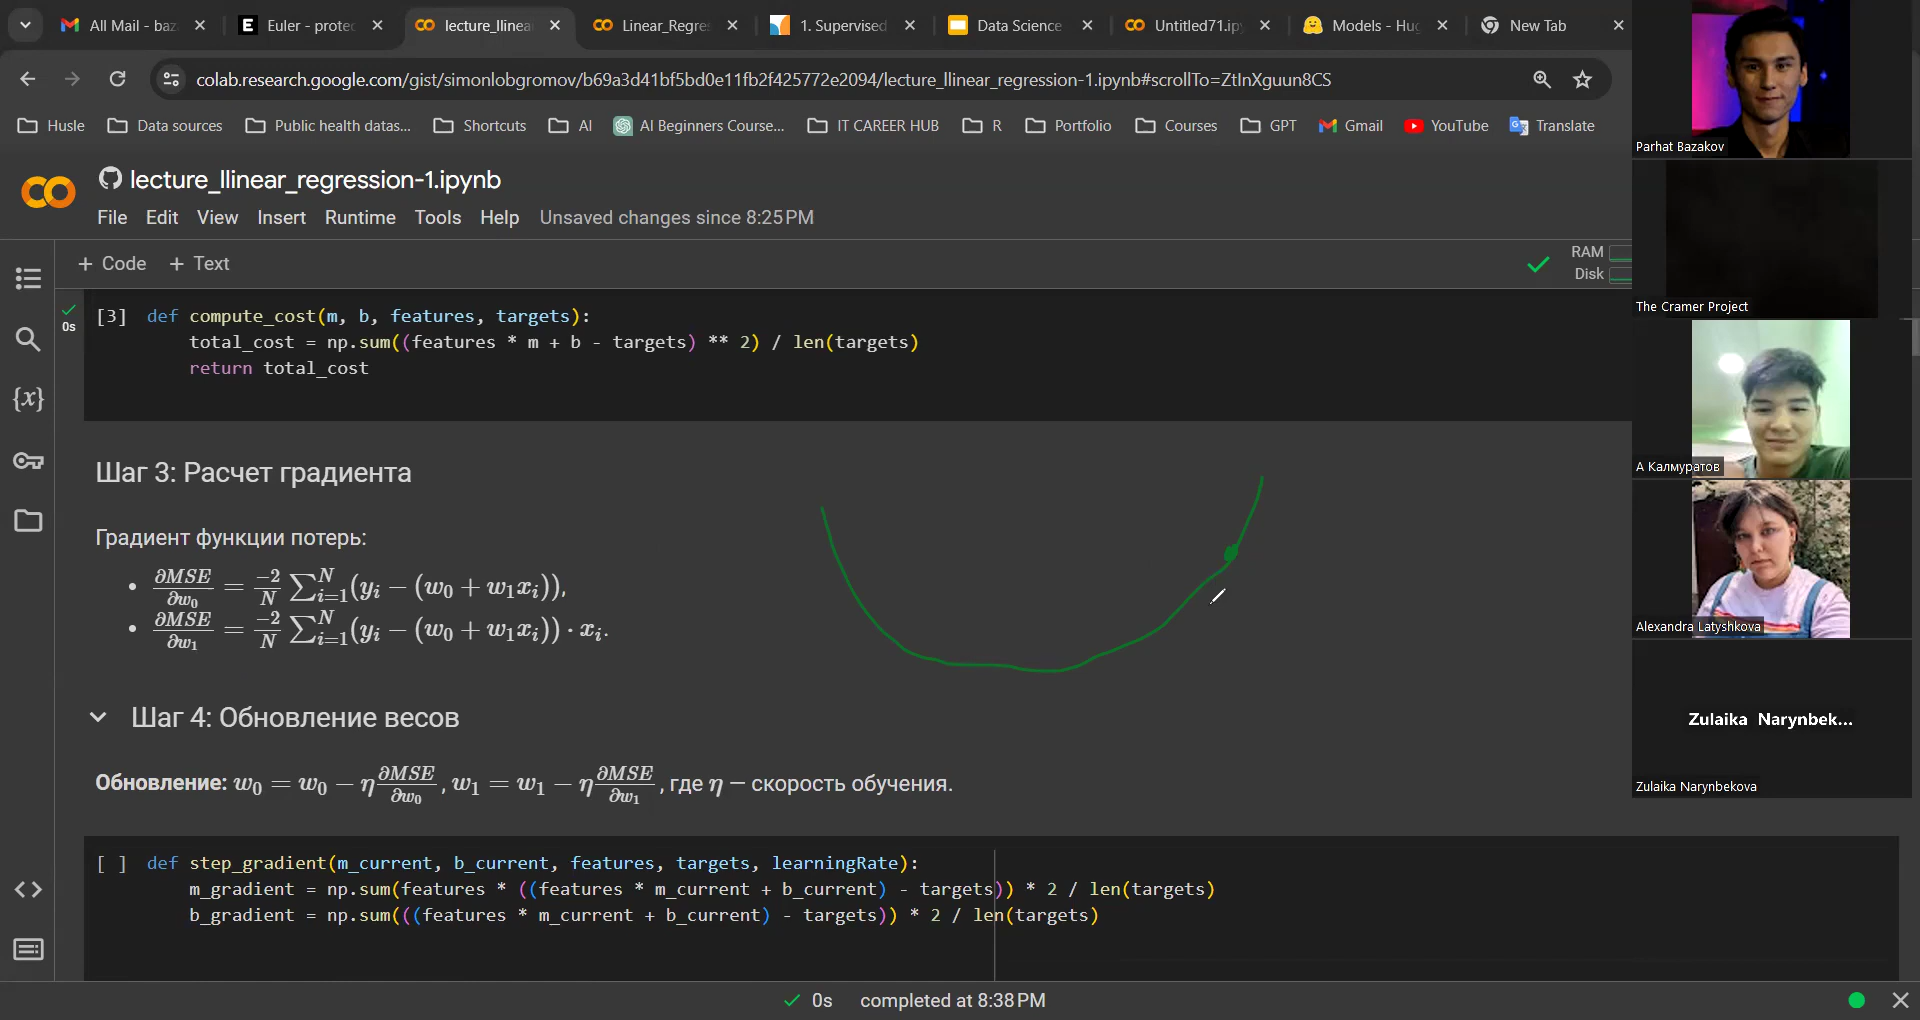 All Mail - baz
Euler - protec
lecture_llinea
Linear_Regre
1. Supervised
Data Science
Untitled71.ip
Models - Hug
New Tab
colab.research.google.com/gist/simonlobgromov/b69a3d41bf5bd0e11fb2f425772e2094/lecture_llinear_regression-1.ipynb#scrollTo=ZtInXguun8CS
Husle
Data sources
Public health datas...
Shortcuts
AI
AI Beginners Course...
IT CAREER HUB
R
Portfolio
Courses
GPT
Gmail
YouTube
Translate
lecture_llinear_regression-1.ipynb
File Edit View Insert Runtime Tools Help Unsaved changes since 8:25 PM
+ Code + Text
RAM
Disk
0s
[3] def compute_cost(m, b, features, targets):
total_cost = np.sum((features * m + b - targets) ** 2) / len(targets)
return total_cost
Шаг 3: Расчет градиента
Градиент функции потерь:
• ∂MSE/∂w₀ = -2/N ∑ᵢ₌₁ᴺ(yᵢ − (w₀ + w₁xᵢ)),
• ∂MSE/∂w₁ = -2/N ∑ᵢ₌₁ᴺ(yᵢ − (w₀ + w₁xᵢ)) · xᵢ.
Шаг 4: Обновление весов
Обновление: w₀ = w₀ − η ∂MSE/∂w₀, w₁ = w₁ − η ∂MSE/∂w₁, где η — скорость обучения.
[ ] def step_gradient(m_current, b_current, features, targets, learningRate):
m_gradient = np.sum(features * ((features * m_current + b_current) - targets)) * 2 / len(targets)
b_gradient = np.sum(((features * m_current + b_current) - targets)) * 2 / len(targets)
0s completed at 8:38 PM
Parhat Bazakov
The Cramer Project
А Калмуратов
Alexandra Latyshkova
Zulaika Narynbek...
Zulaika Narynbekova